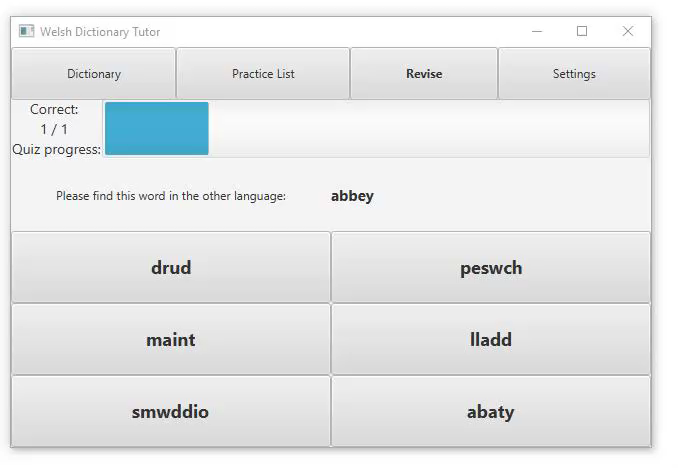 Welsh Dictionary Tutor
Dictionary Practice List Revise Settings
Correct:
1 / 1
Quiz progress:
Please find this word in the other language: abbey
drud peswch
maint lladd
smwddio abaty